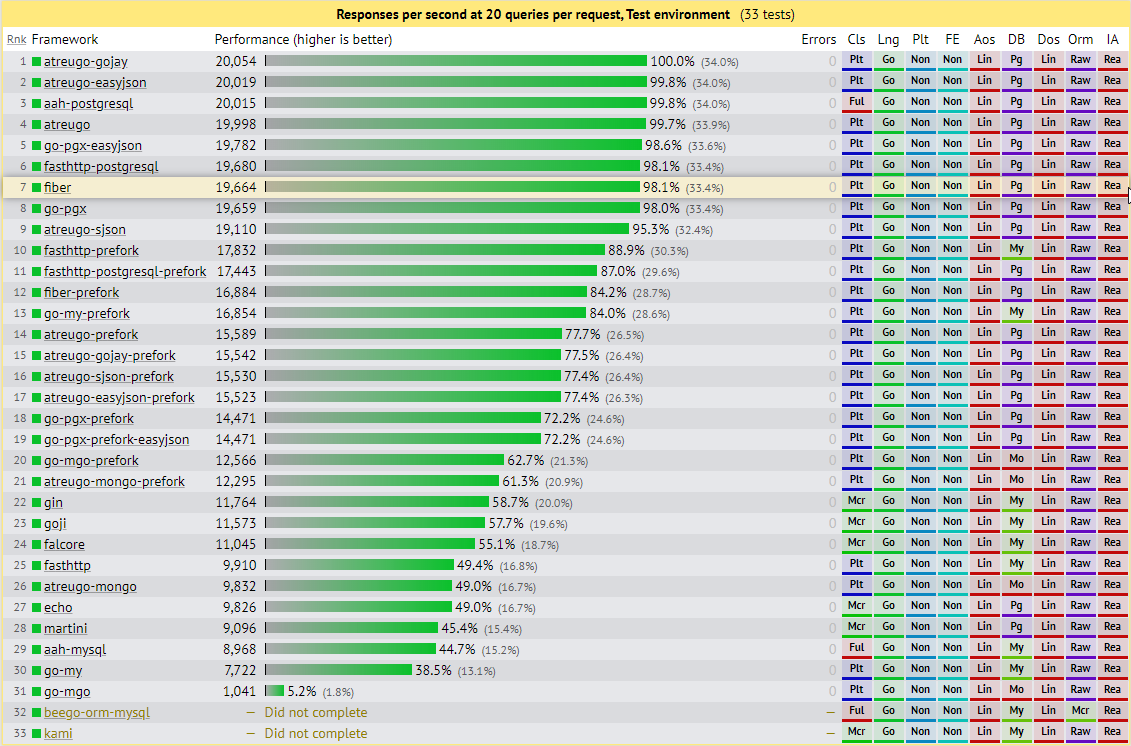 Responses per second at 20 queries per request, Test environment (33 tests)
Rnk Framework Performance (higher is better) Errors Cls Lng Plt FE Aos DB Dos Orm IA
1 atreugo-gojay 20,054 100.0% (34.0%) 0 Plt Go Non Non Lin Pg Lin Raw Rea
2 atreugo-easyjson 20,019 99.8% (34.0%) 0 Plt Go Non Non Lin Pg Lin Raw Rea
3 aah-postgresql 20,015 99.8% (34.0%) 0 Ful Go Non Non Lin Pg Lin Raw Rea
4 atreugo 19,998 99.7% (33.9%) 0 Plt Go Non Non Lin Pg Lin Raw Rea
5 go-pgx-easyjson 19,782 98.6% (33.6%) 0 Plt Go Non Non Lin Pg Lin Raw Rea
6 fasthttp-postgresql 19,680 98.1% (33.4%) 0 Plt Go Non Non Lin Pg Lin Raw Rea
7 fiber 19,664 98.1% (33.4%) 0 Plt Go Non Non Lin Pg Lin Raw Rea
8 go-pgx 19,659 98.0% (33.4%) 0 Plt Go Non Non Lin Pg Lin Raw Rea
9 atreugo-sjson 19,110 95.3% (32.4%) 0 Plt Go Non Non Lin Pg Lin Raw Rea
10 fasthttp-prefork 17,832 88.9% (30.3%) 0 Plt Go Non Non Lin My Lin Raw Rea
11 fasthttp-postgresql-prefork 17,443 87.0% (29.6%) 0 Plt Go Non Non Lin Pg Lin Raw Rea
12 fiber-prefork 16,884 84.2% (28.7%) 0 Plt Go Non Non Lin Pg Lin Raw Rea
13 go-my-prefork 16,854 84.0% (28.6%) 0 Plt Go Non Non Lin My Lin Raw Rea
14 atreugo-prefork 15,589 77.7% (26.5%) 0 Plt Go Non Non Lin Pg Lin Raw Rea
15 atreugo-gojay-prefork 15,542 77.5% (26.4%) 0 Plt Go Non Non Lin Pg Lin Raw Rea
16 atreugo-sjson-prefork 15,530 77.4% (26.4%) 0 Plt Go Non Non Lin Pg Lin Raw Rea
17 atreugo-easyjson-prefork 15,523 77.4% (26.3%) 0 Plt Go Non Non Lin Pg Lin Raw Rea
18 go-pgx-prefork 14,471 72.2% (24.6%) 0 Plt Go Non Non Lin Pg Lin Raw Rea
19 go-pgx-prefork-easyjson 14,471 72.2% (24.6%) 0 Plt Go Non Non Lin Pg Lin Raw Rea
20 go-mgo-prefork 12,566 62.7% (21.3%) 0 Plt Go Non Non Lin Mo Lin Raw Rea
21 atreugo-mongo-prefork 12,295 61.3% (20.9%) 0 Plt Go Non Non Lin Mo Lin Raw Rea
22 gin 11,764 58.7% (20.0%) 0 Mcr Go Non Non Lin My Lin Raw Rea
23 goji 11,573 57.7% (19.6%) 0 Mcr Go Non Non Lin My Lin Raw Rea
24 falcore 11,045 55.1% (18.7%) 0 Mcr Go Non Non Lin My Lin Raw Rea
25 fasthttp 9,910 49.4% (16.8%) 0 Plt Go Non Non Lin My Lin Raw Rea
26 atreugo-mongo 9,832 49.0% (16.7%) 0 Plt Go Non Non Lin Mo Lin Raw Rea
27 echo 9,826 49.0% (16.7%) 0 Mcr Go Non Non Lin Pg Lin Raw Rea
28 martini 9,096 45.4% (15.4%) 0 Mcr Go Non Non Lin Pg Lin Raw Rea
29 aah-mysql 8,968 44.7% (15.2%) 0 Ful Go Non Non Lin My Lin Raw Rea
30 go-my 7,722 38.5% (13.1%) 0 Plt Go Non Non Lin My Lin Raw Rea
31 go-mgo 1,041 5.2% (1.8%) 0 Plt Go Non Non Lin Mo Lin Raw Rea
32 beego-orm-mysql — Did not complete — Ful Go Non Non Lin My Lin Mcr Rea
33 kami — Did not complete — Mcr Go Non Non Lin My Lin Raw Rea